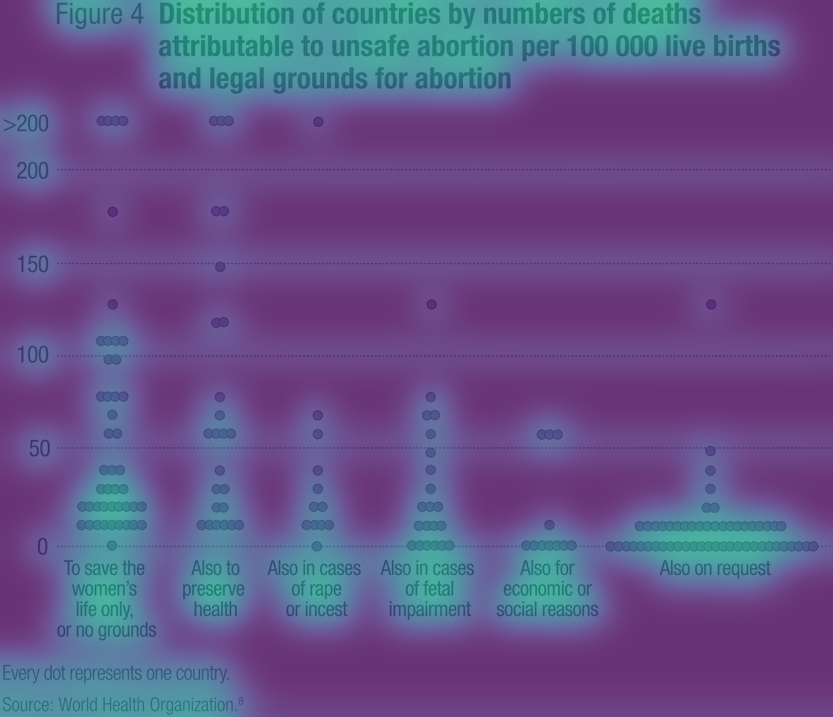 Figure 4 Distribution of countries by numbers of deaths
attributable to unsafe abortion per 100 000 live births
and legal grounds for abortion
>200
200
150
100
50
0
To save the
women's
life only,
or no grounds
Also to
preserve
health
Also in cases
of rape
or incest
Also in cases
of fetal
impairment
Also for
economic or
social reasons
Also on request
Every dot represents one country.
Source: World Health Organization.⁸